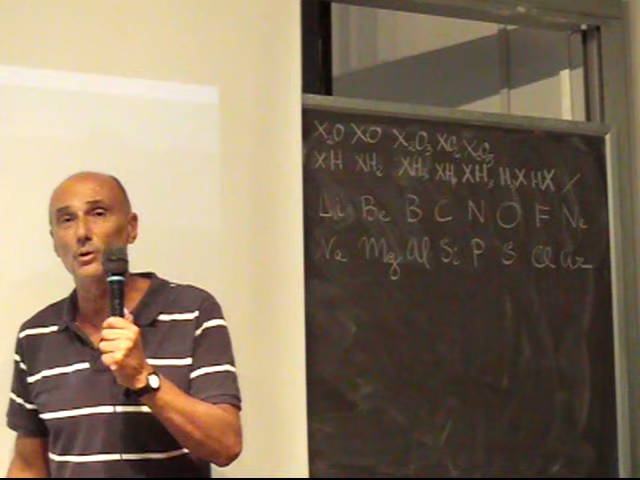 X₂O XO X₂O₃ XO₂ X₂O₅
XH XH₂ XH₃ XH₄ XH₃ H₂X HX /
Li Be B C N O F Ne
Na Mg Al Si P S Cl Ar